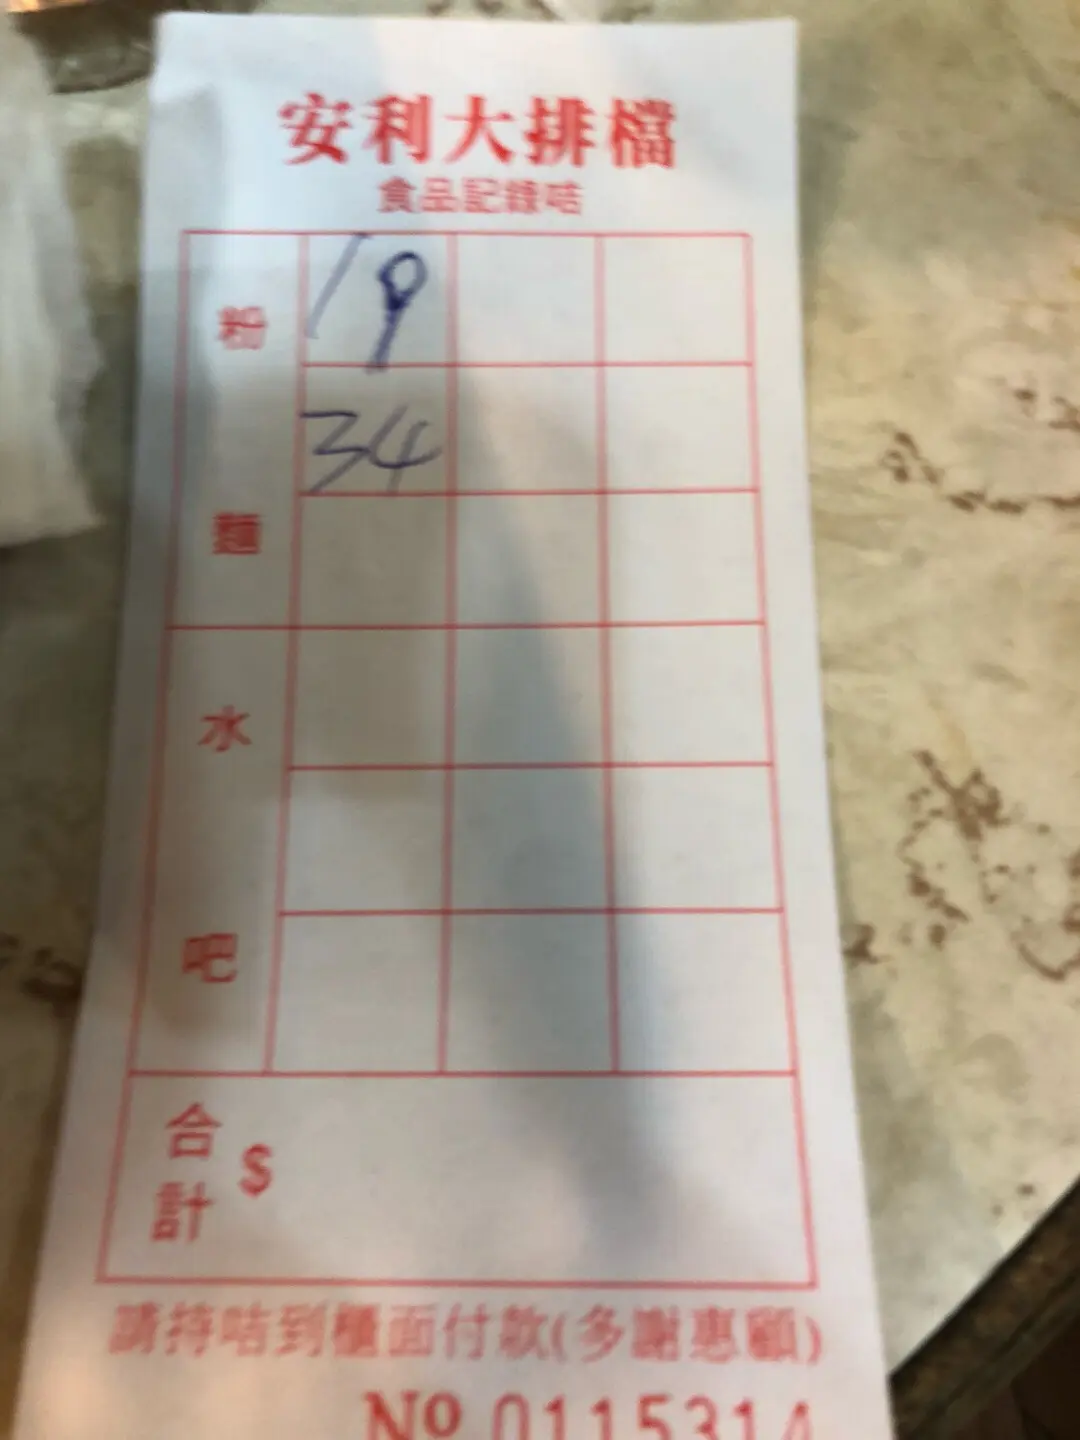 安利大排檔
食品記錄咭
粉 19
34
麵
水
吧
合計 $
請持咭到櫃面付款(多謝惠顧)
No 0115314